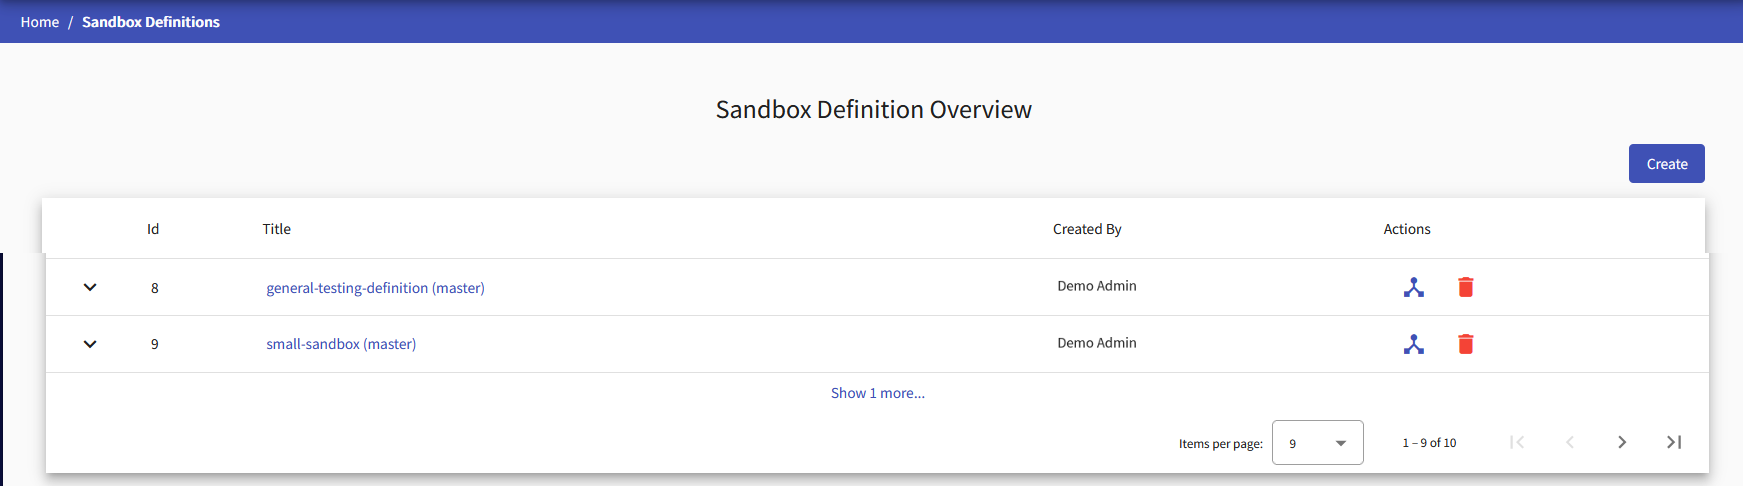 Home / Sandbox Definitions
Sandbox Definition Overview
Create
Id Title Created By Actions
8 general-testing-definition (master) Demo Admin
9 small-sandbox (master) Demo Admin
Show 1 more...
Items per page: 9 1 – 9 of 10